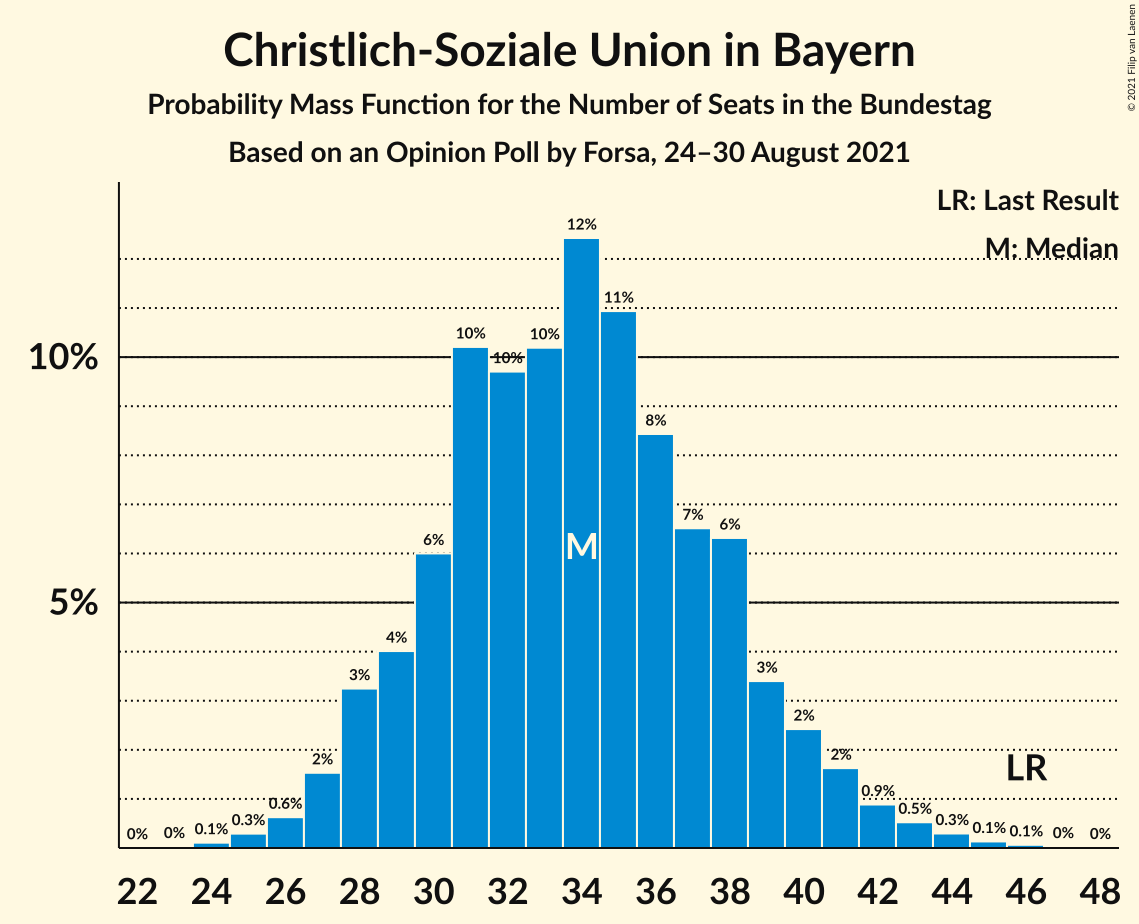 Christlich-Soziale Union in Bayern
Probability Mass Function for the Number of Seats in the Bundestag
Based on an Opinion Poll by Forsa, 24–30 August 2021
© 2021 Filip van Laenen
LR: Last Result
M: Median
10%
5%
0% 0% 0.1% 0.3% 0.6% 2% 3% 4% 6% 10% 10% 10% 12% 11% 8% 7% 6% 3% 2% 2% 0.9% 0.5% 0.3% 0.1% 0.1% 0% 0%
M
LR
22 24 26 28 30 32 34 36 38 40 42 44 46 48